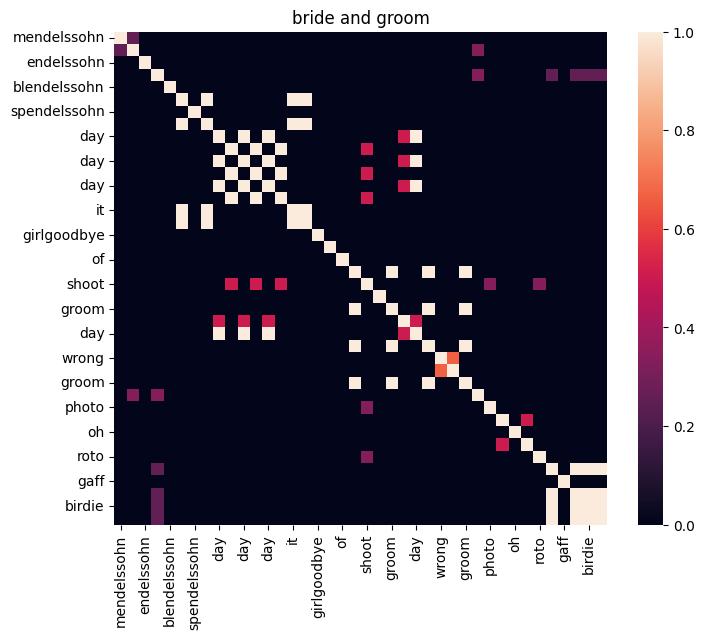 bride and groom
mendelssohn
endelssohn
blendelssohn
spendelssohn
day
day
day
it
girlgoodbye
of
shoot
groom
day
wrong
groom
photo
oh
roto
gaff
birdie
mendelssohn
endelssohn
blendelssohn
spendelssohn
day
day
day
it
girlgoodbye
of
shoot
groom
day
wrong
groom
photo
oh
roto
gaff
birdie
1.0
0.8
0.6
0.4
0.2
0.0